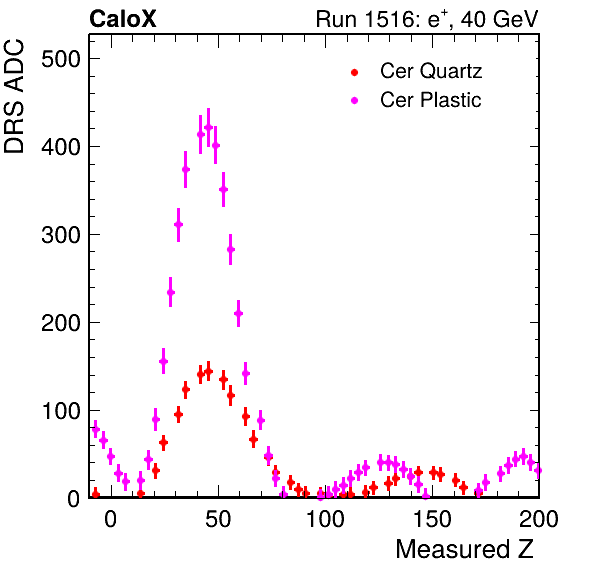 CaloX Run 1516: e+, 40 GeV
DRS ADC
Cer Quartz
Cer Plastic
500
400
300
200
100
0
0 50 100 150 200
Measured Z